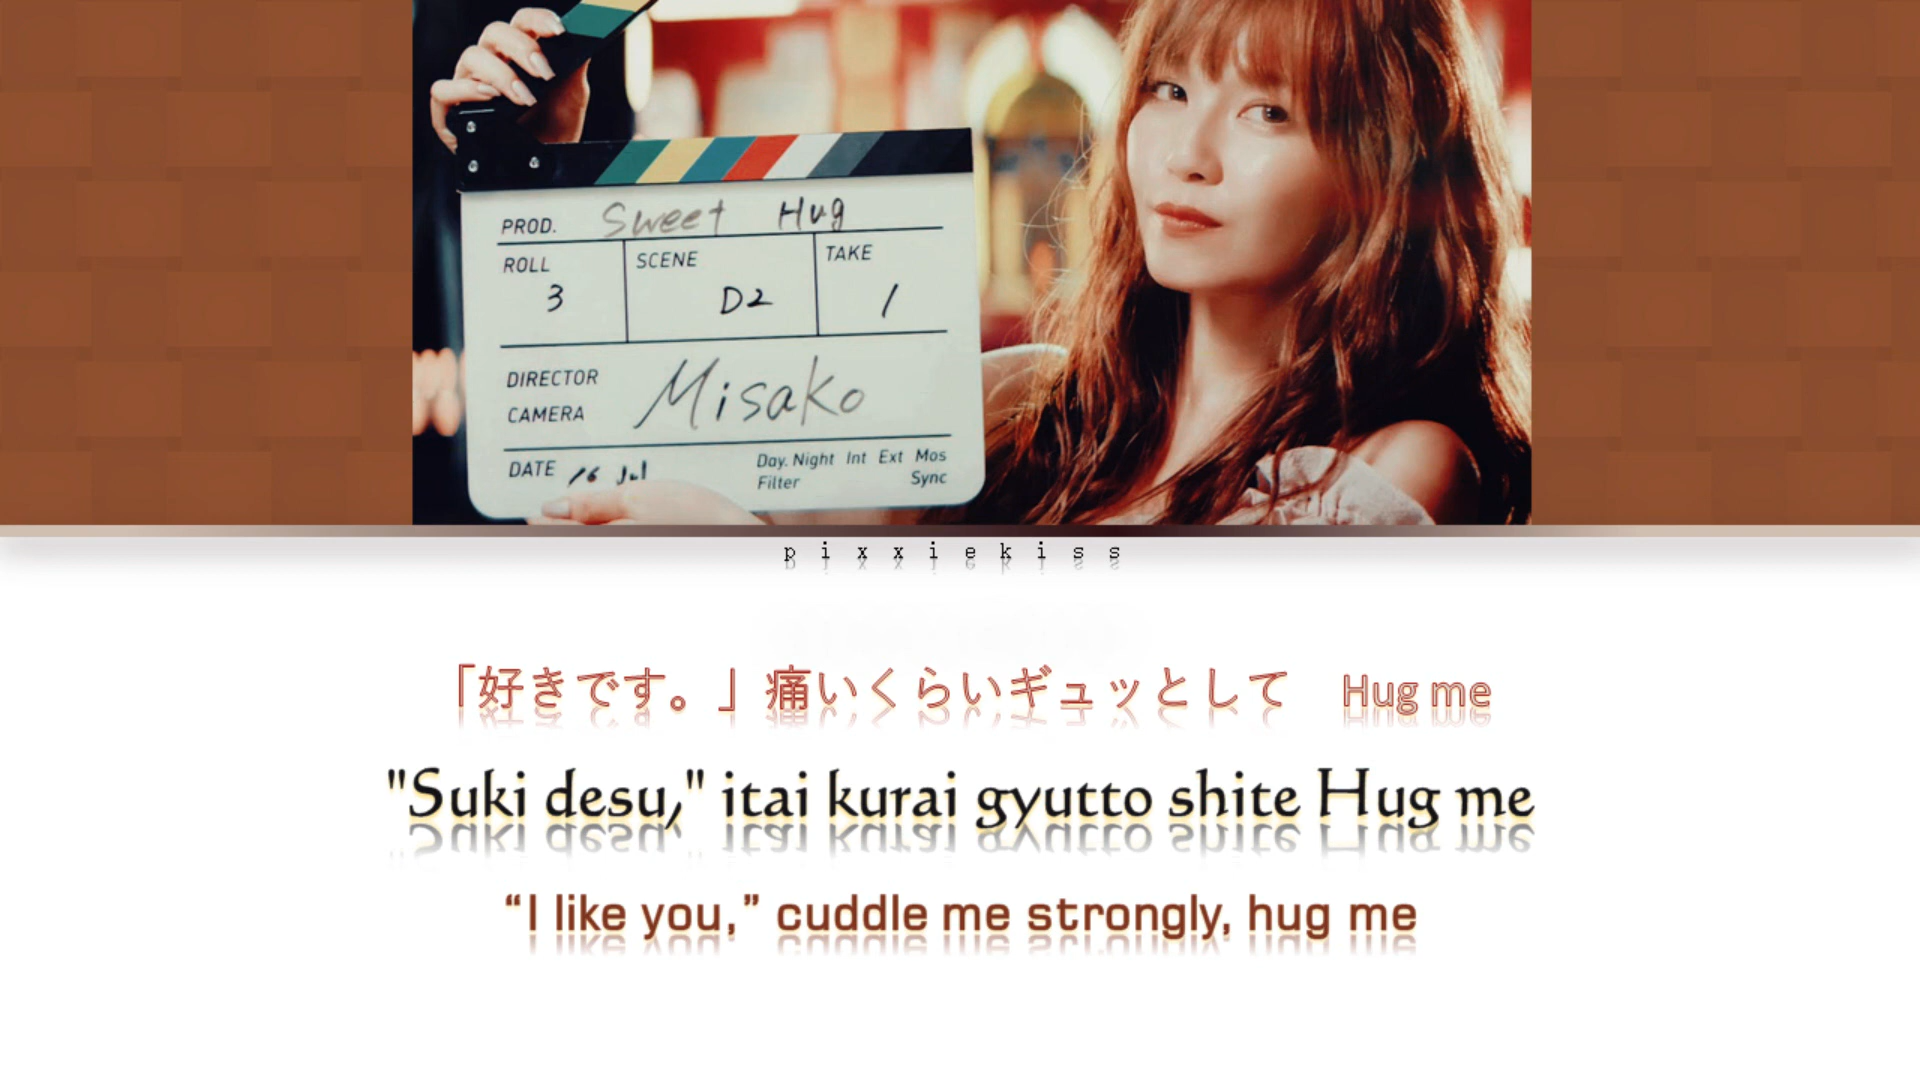 PROD. Sweet Hug
ROLL SCENE TAKE
3 D2 1
DIRECTOR
CAMERA Misako
DATE 16 Jul
Day. Night Int Ext Mos
Filter Sync
pixxiekiss
「好きです。」痛いくらいギュッとして Hug me
"Suki desu," itai kurai gyutto shite Hug me
“I like you,” cuddle me strongly, hug me